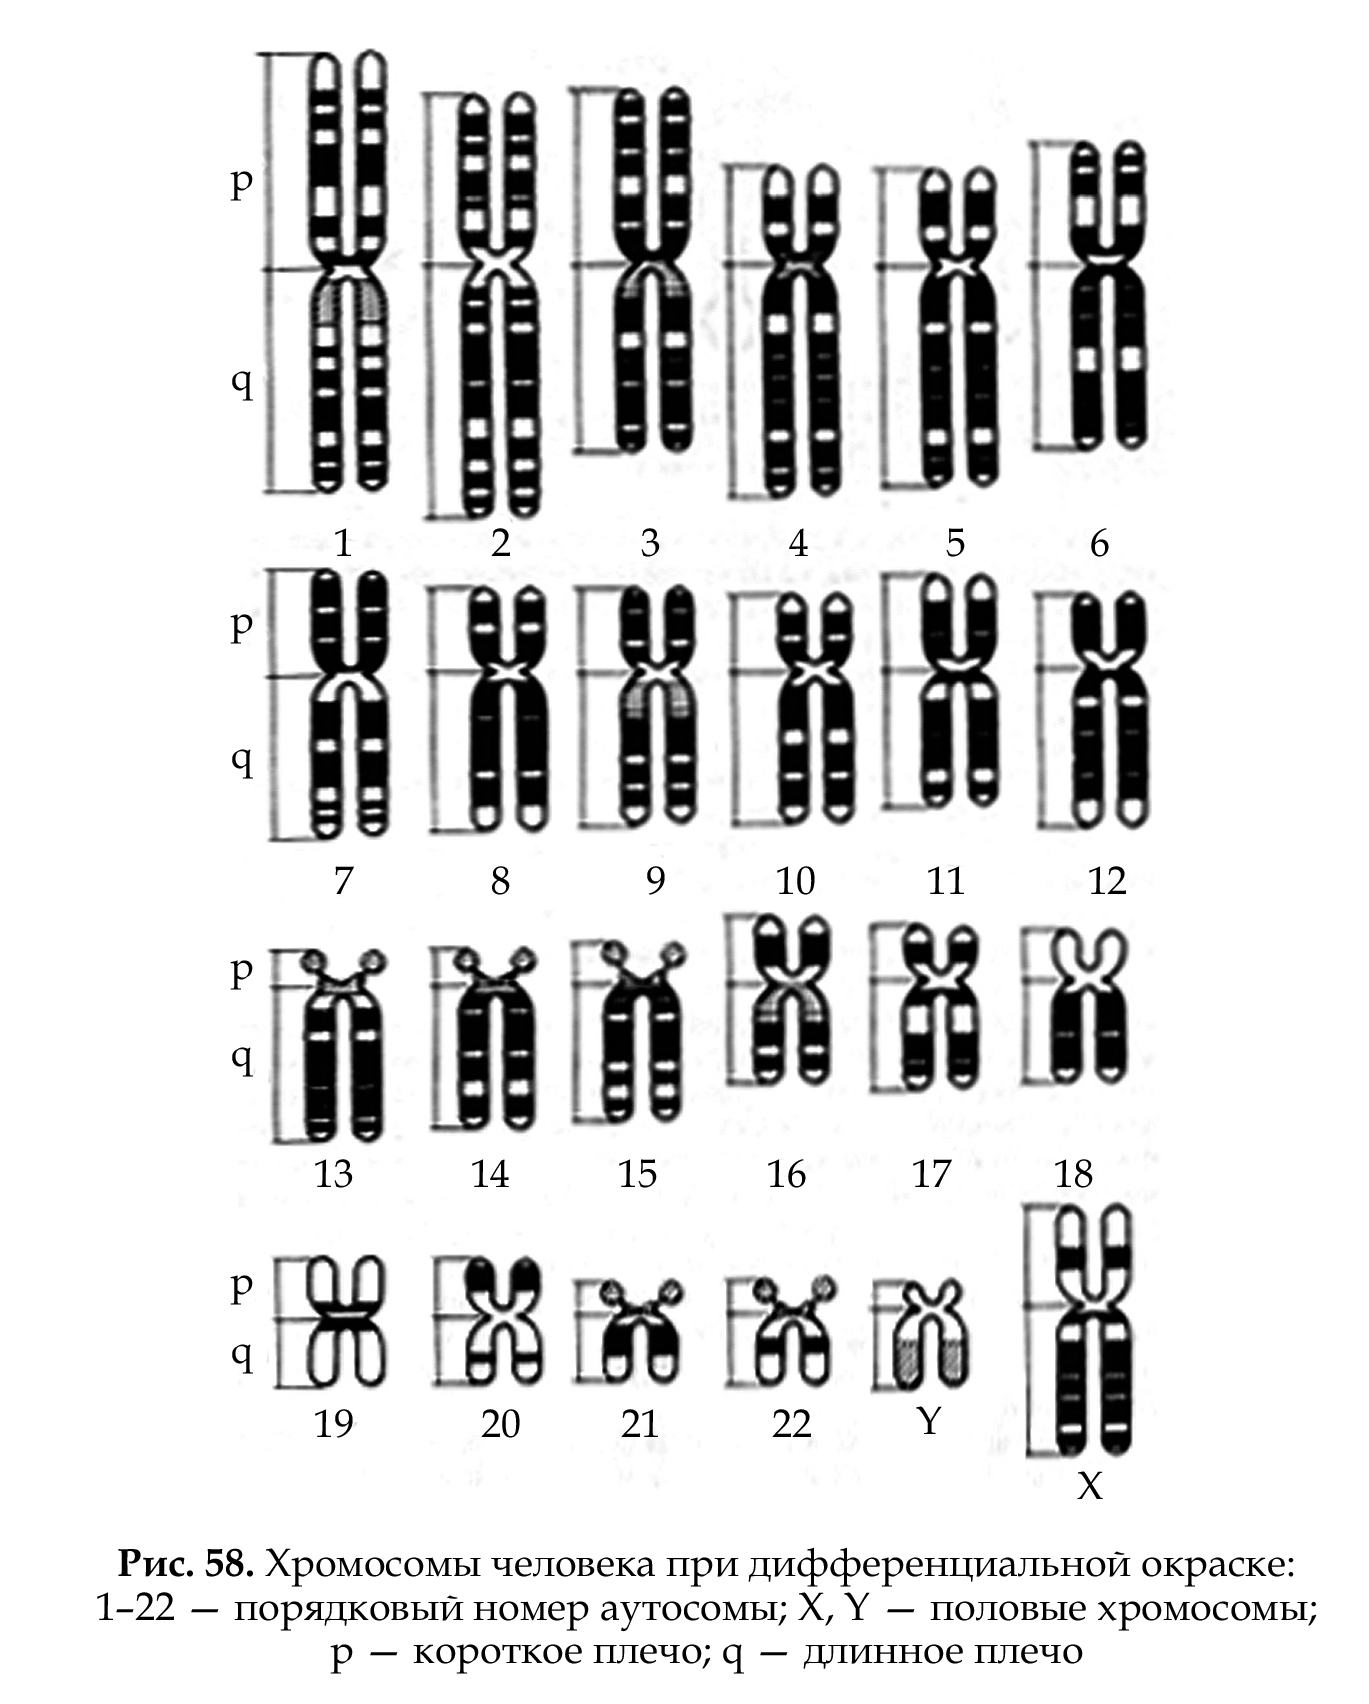 p
q
1 2 3 4 5 6
p
q
7 8 9 10 11 12
p
q
13 14 15 16 17 18
p
q
19 20 21 22 Y
X
Рис. 58. Хромосомы человека при дифференциальной окраске:
1–22 — порядковый номер аутосомы; X, Y — половые хромосомы;
p — короткое плечо; q — длинное плечо